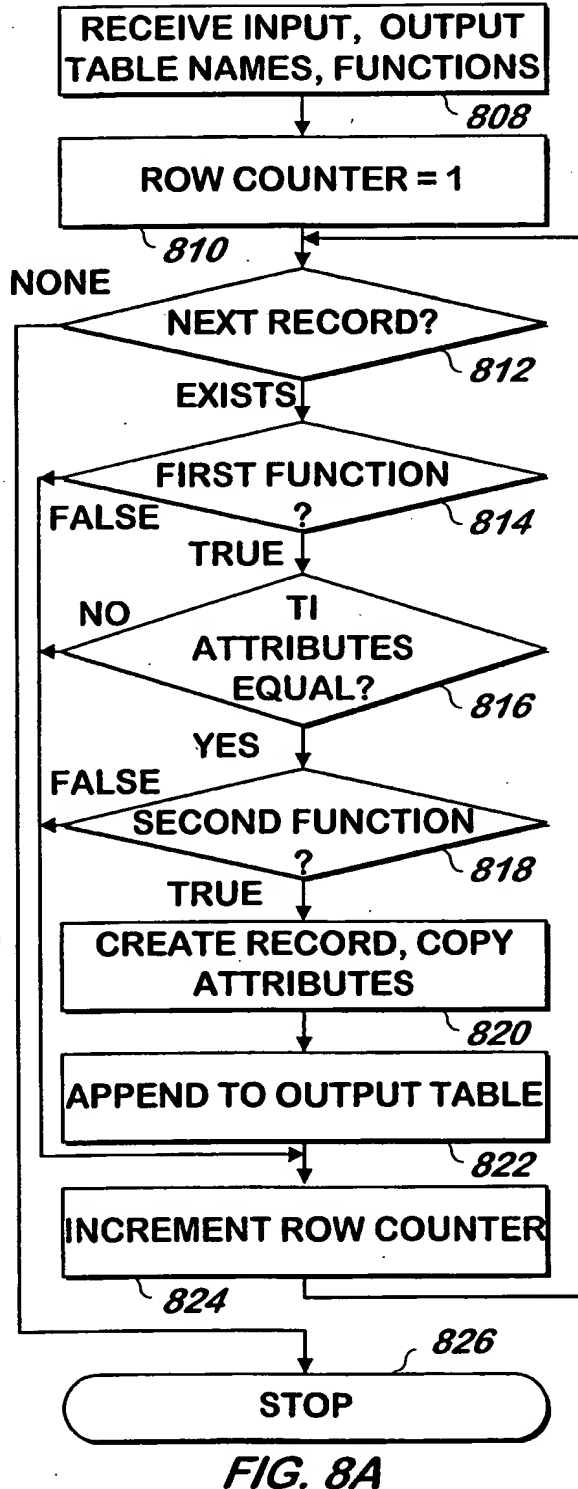 RECEIVE INPUT, OUTPUT
TABLE NAMES, FUNCTIONS
808
ROW COUNTER = 1
810
NONE
NEXT RECORD?
812
EXISTS
FIRST FUNCTION
?
814
FALSE
TRUE
NO
TI
ATTRIBUTES
EQUAL?
816
YES
FALSE
SECOND FUNCTION
?
818
TRUE
CREATE RECORD, COPY
ATTRIBUTES
820
APPEND TO OUTPUT TABLE
822
INCREMENT ROW COUNTER
824
826
STOP
FIG. 8A